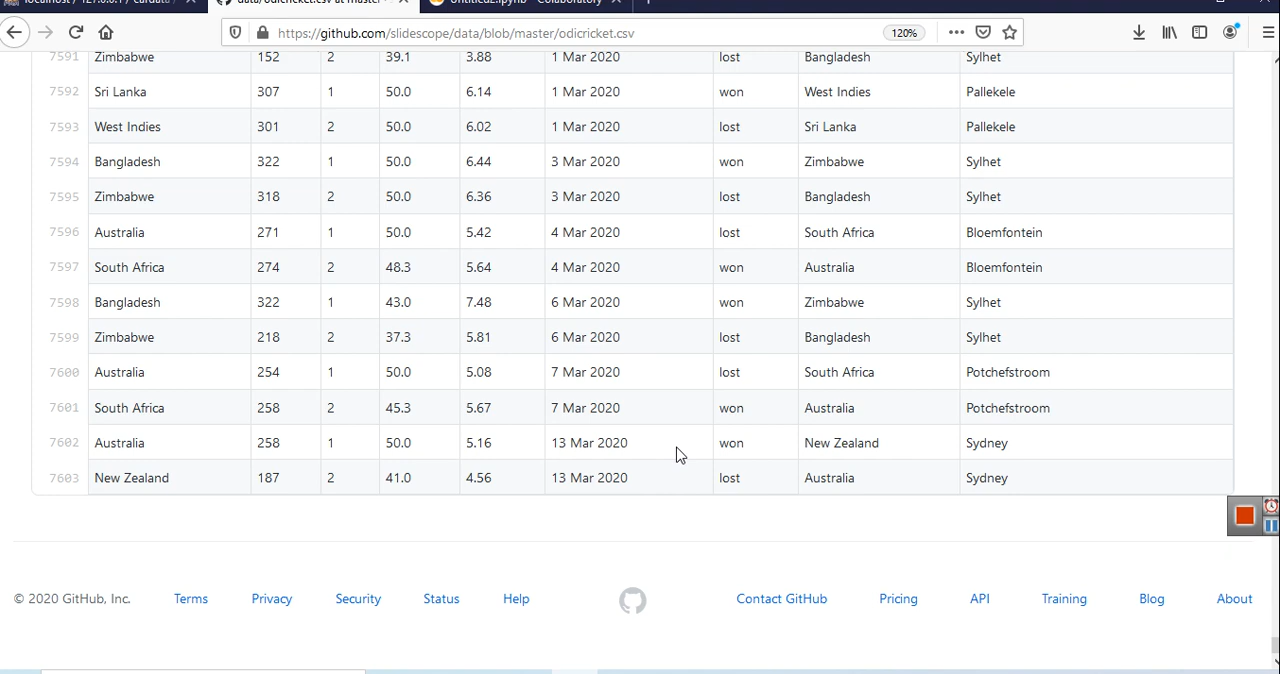 https://github.com/slidescope/data/blob/master/odicricket.csv 120%
7591 Zimbabwe 152 2 39.1 3.88 1 Mar 2020 lost Bangladesh Sylhet
7592 Sri Lanka 307 1 50.0 6.14 1 Mar 2020 won West Indies Pallekele
7593 West Indies 301 2 50.0 6.02 1 Mar 2020 lost Sri Lanka Pallekele
7594 Bangladesh 322 1 50.0 6.44 3 Mar 2020 won Zimbabwe Sylhet
7595 Zimbabwe 318 2 50.0 6.36 3 Mar 2020 lost Bangladesh Sylhet
7596 Australia 271 1 50.0 5.42 4 Mar 2020 lost South Africa Bloemfontein
7597 South Africa 274 2 48.3 5.64 4 Mar 2020 won Australia Bloemfontein
7598 Bangladesh 322 1 43.0 7.48 6 Mar 2020 won Zimbabwe Sylhet
7599 Zimbabwe 218 2 37.3 5.81 6 Mar 2020 lost Bangladesh Sylhet
7600 Australia 254 1 50.0 5.08 7 Mar 2020 lost South Africa Potchefstroom
7601 South Africa 258 2 45.3 5.67 7 Mar 2020 won Australia Potchefstroom
7602 Australia 258 1 50.0 5.16 13 Mar 2020 won New Zealand Sydney
7603 New Zealand 187 2 41.0 4.56 13 Mar 2020 lost Australia Sydney
© 2020 GitHub, Inc. Terms Privacy Security Status Help Contact GitHub Pricing API Training Blog About